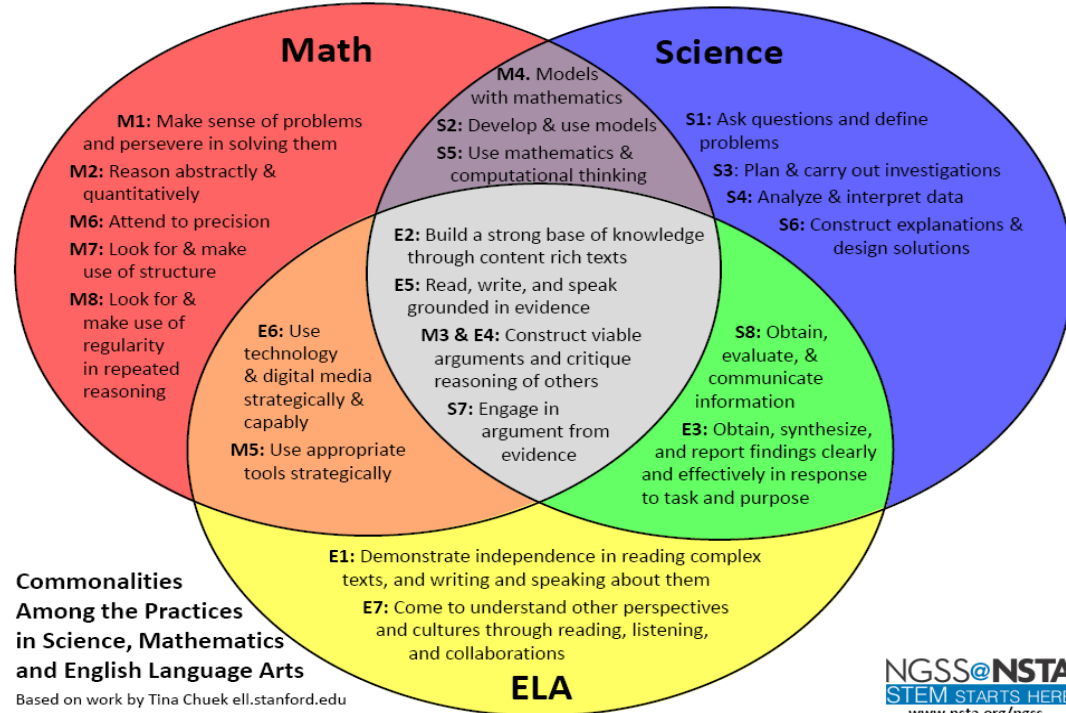 Math
Science
M1: Make sense of problems
and persevere in solving them
M2: Reason abstractly &
quantitatively
M6: Attend to precision
M7: Look for & make
use of structure
M8: Look for &
make use of
regularity
in repeated
reasoning
M4. Models
with mathematics
S2: Develop & use models
S5: Use mathematics &
computational thinking
S1: Ask questions and define
problems
S3: Plan & carry out investigations
S4: Analyze & interpret data
S6: Construct explanations &
design solutions
E2: Build a strong base of knowledge
through content rich texts
E5: Read, write, and speak
grounded in evidence
M3 & E4: Construct viable
arguments and critique
reasoning of others
S7: Engage in
argument from
evidence
E6: Use
technology
& digital media
strategically &
capably
M5: Use appropriate
tools strategically
S8: Obtain,
evaluate, &
communicate
information
E3: Obtain, synthesize,
and report findings clearly
and effectively in response
to task and purpose
E1: Demonstrate independence in reading complex
texts, and writing and speaking about them
E7: Come to understand other perspectives
and cultures through reading, listening,
and collaborations
ELA
Commonalities
Among the Practices
in Science, Mathematics
and English Language Arts
Based on work by Tina Chuek ell.stanford.edu
NGSS@NSTA
STEM STARTS HERE
www.nsta.org/ngss